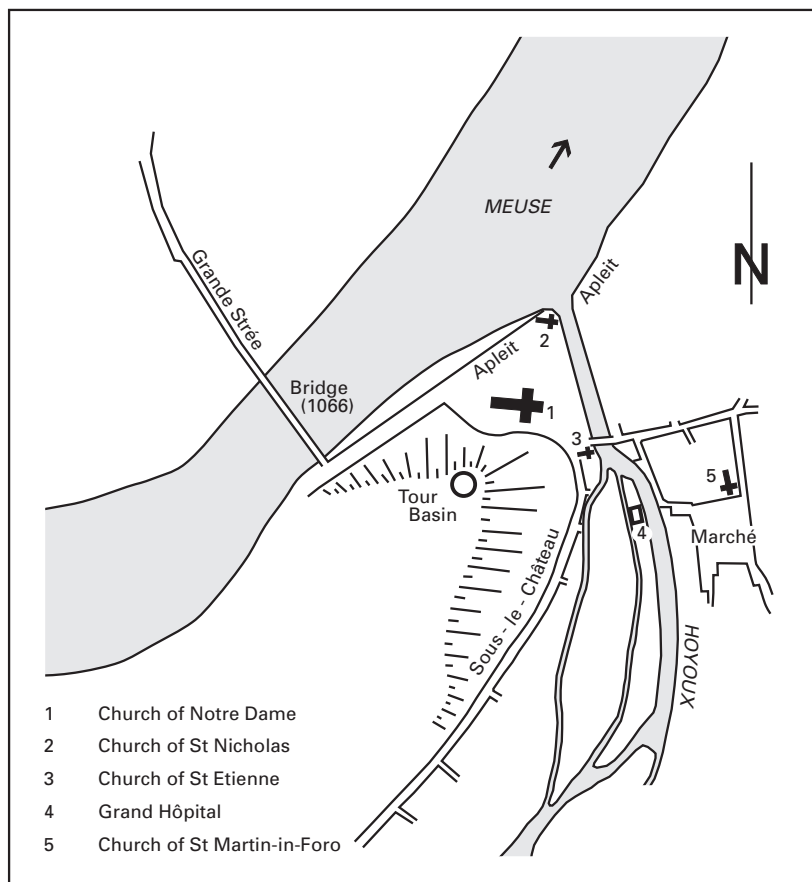 MEUSE
N
Grande Strée
Apleit
Bridge
(1066)
Apleit
2
1
3
5
Tour
Basin
4
Marché
Sous - le - Château
HOYOUX
1 Church of Notre Dame
2 Church of St Nicholas
3 Church of St Etienne
4 Grand Hôpital
5 Church of St Martin-in-Foro